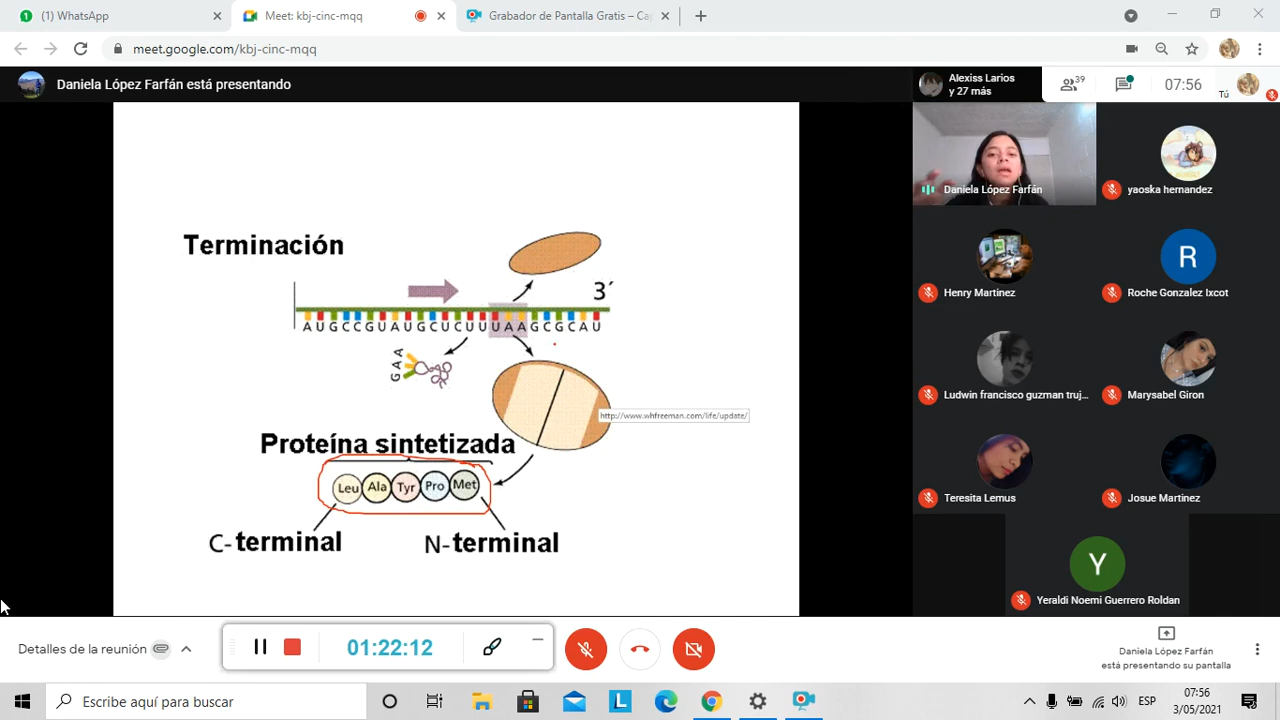 (1) WhatsApp
Meet: kbj-cinc-mqq
Grabador de Pantalla Gratis – Ca
meet.google.com/kbj-cinc-mqq
Daniela López Farfán está presentando
Alexiss Larios
y 27 más
39
07:56
Tú
Terminación
3´
AUGCCGUAUGCUCUUUAAGCGCAU
GAA
http://www.whfreeman.com/life/update/
Proteína sintetizada
Leu Ala Tyr Pro Met
C-terminal
N-terminal
Daniela López Farfán
yaoska hernandez
Henry Martinez
R
Roche Gonzalez Ixcot
Ludwin francisco guzman truj...
Marysabel Giron
Teresita Lemus
Josue Martinez
Y
Yeraldi Noemi Guerrero Roldan
Detalles de la reunión
01:22:12
Daniela López Farfán
está presentando su pantalla
Escribe aquí para buscar
L
ESP
07:56
3/05/2021